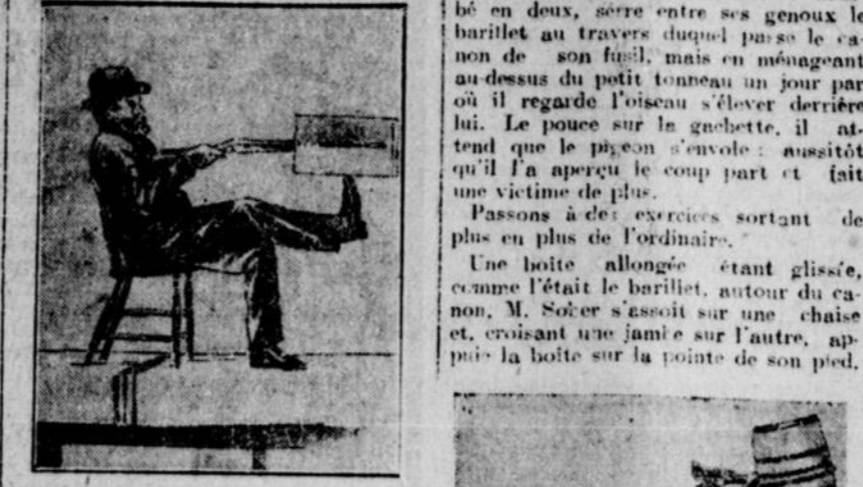 bé en deux, serre entre ses genoux le
barillet au travers duquel passe le ca-
non de son fusil, mais en ménageant
au-dessus du petit tonneau un jour par
où il regarde l'oiseau s'élever derrière
lui. Le pouce sur la gachette, il at-
tend que le pigeon s'envole : aussitôt
qu'il l'a aperçu le coup part et fait
une victime de plus.
Passons à des exercices sortant de
plus en plus de l'ordinaire.
Une boite allongée étant glissée,
comme l'était le barillet, autour du ca-
non, M. s'assoit sur une chaise
et, croisant une jambe sur l'autre, ap-
puie la boite sur la pointe de son pied,